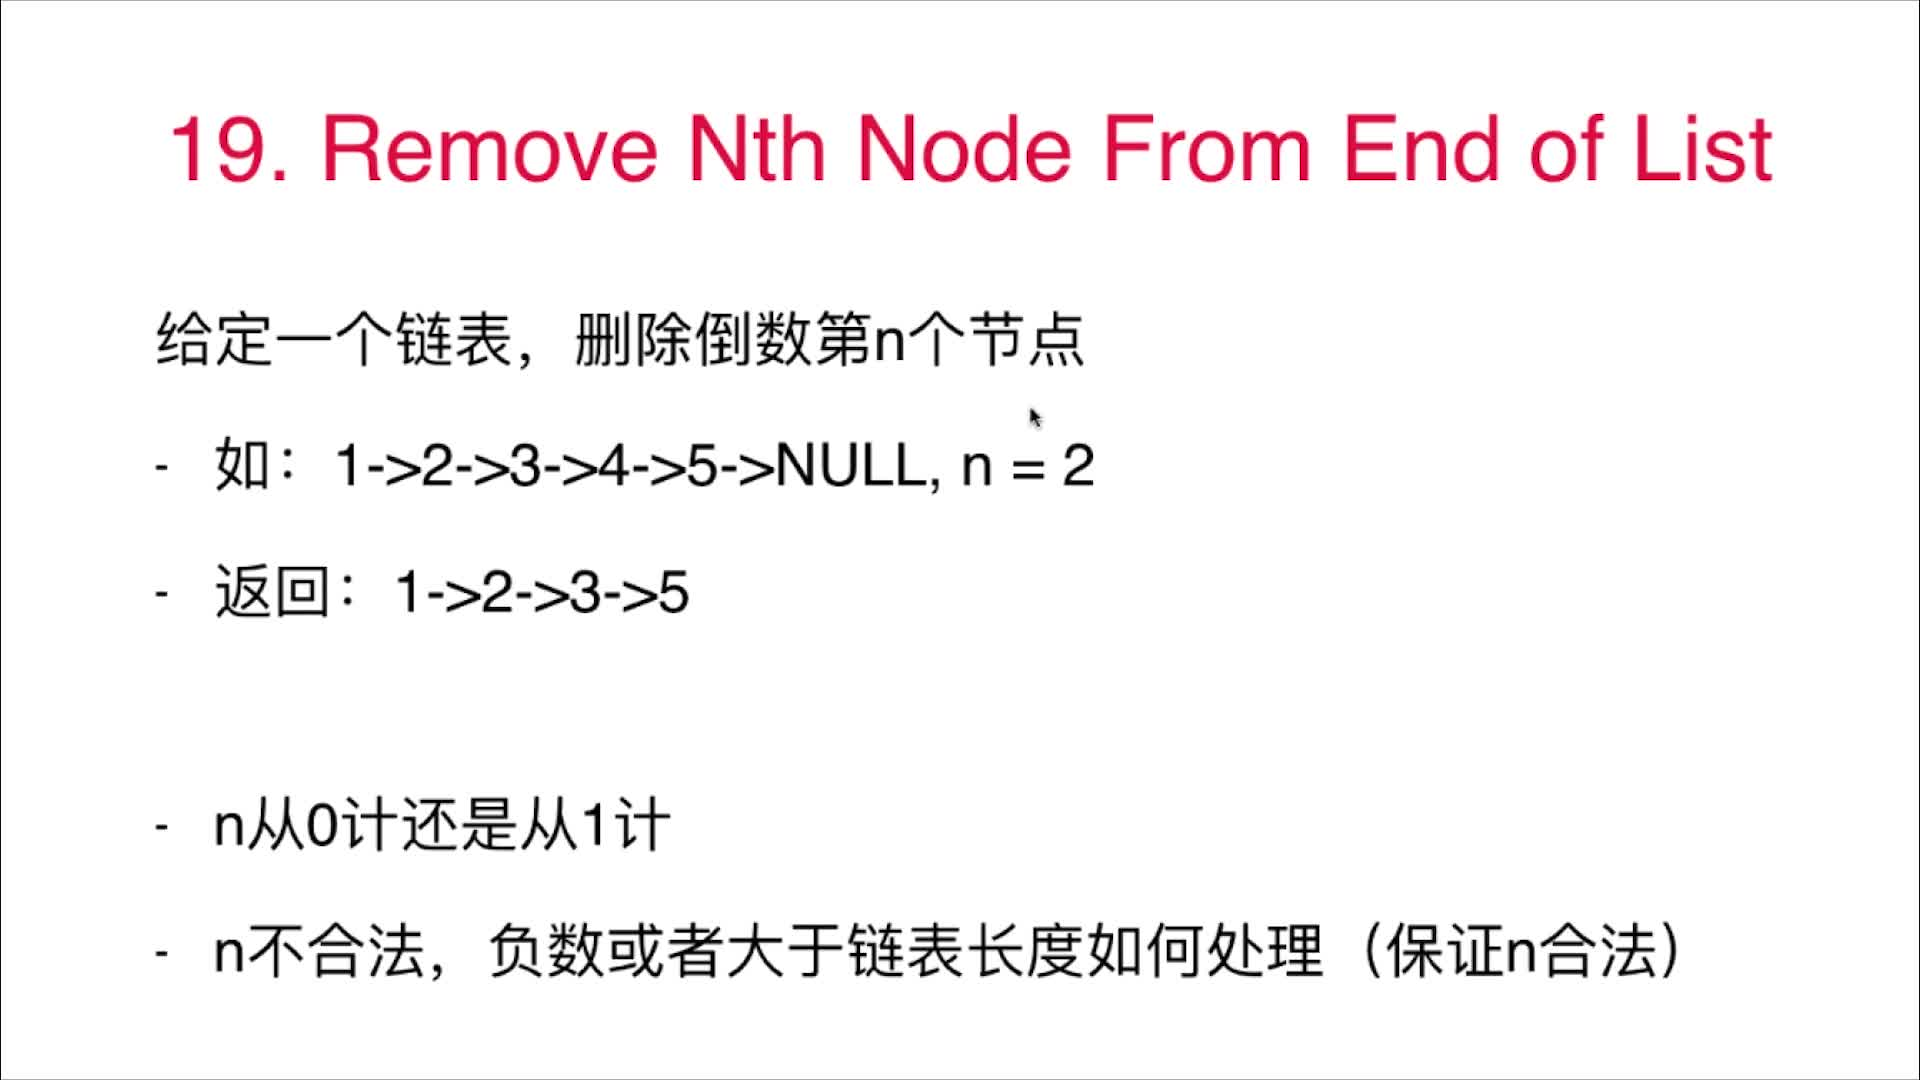 19. Remove Nth Node From End of List
给定一个链表，删除倒数第n个节点
- 如：1->2->3->4->5->NULL, n = 2
- 返回：1->2->3->5
- n从0计还是从1计
- n不合法，负数或者大于链表长度如何处理（保证n合法）